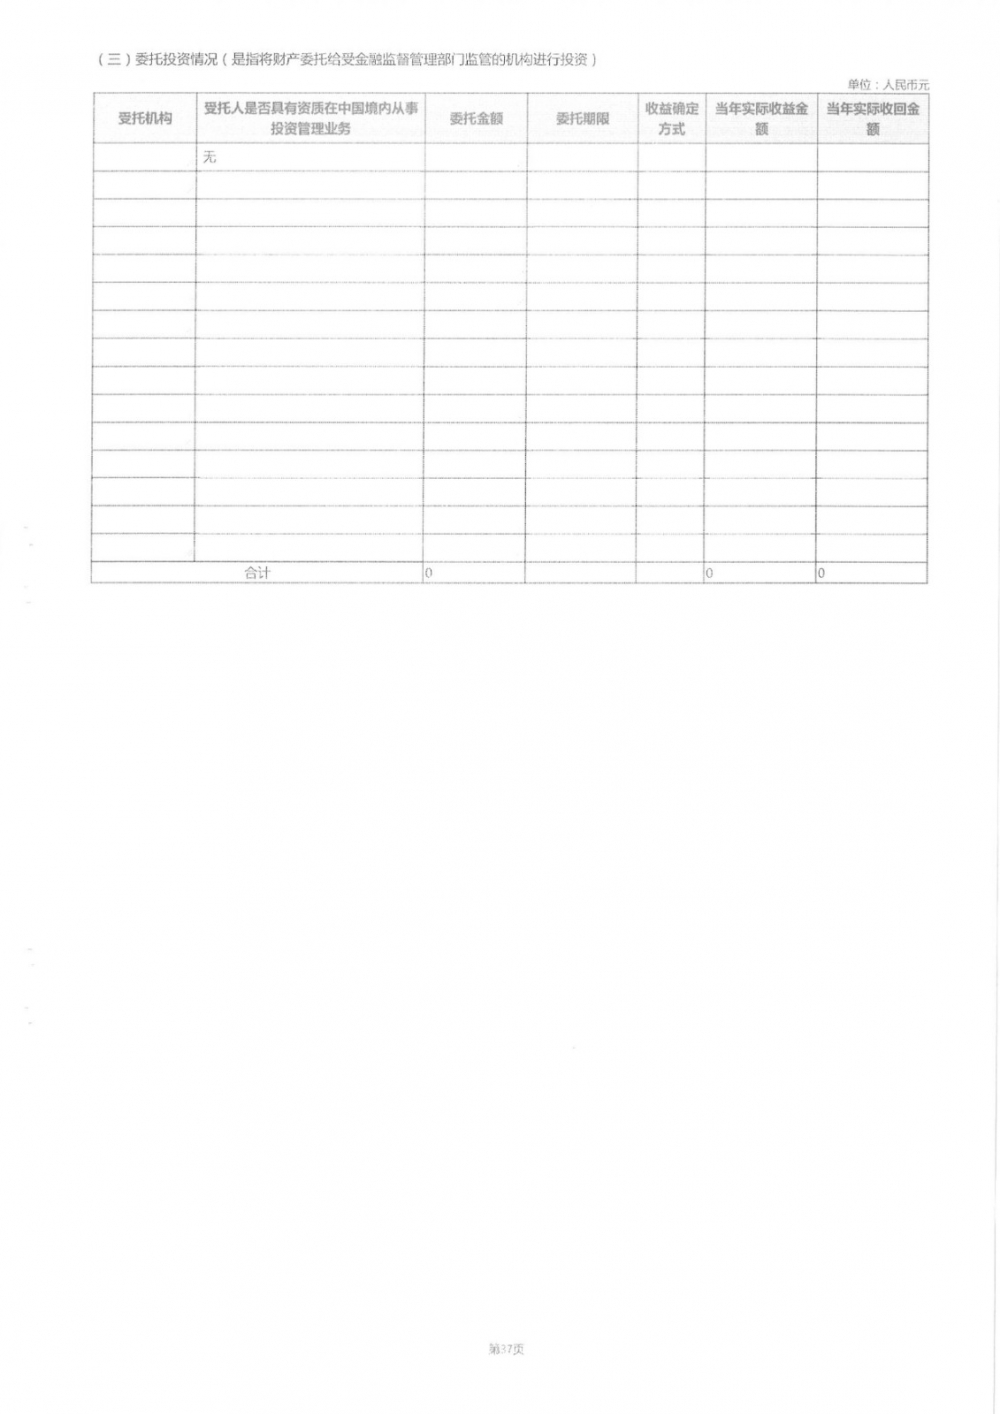 （三）委托投资情况（是指将财产委托给受金融监督管理部门监管的机构进行投资）
单位：人民币元
受托机构 受托人是否具有资质在中国境内从事投资管理业务 委托金额 委托期限 收益确定方式 当年实际收益金额 当年实际收回金额
无
合计 0 0 0
第37页